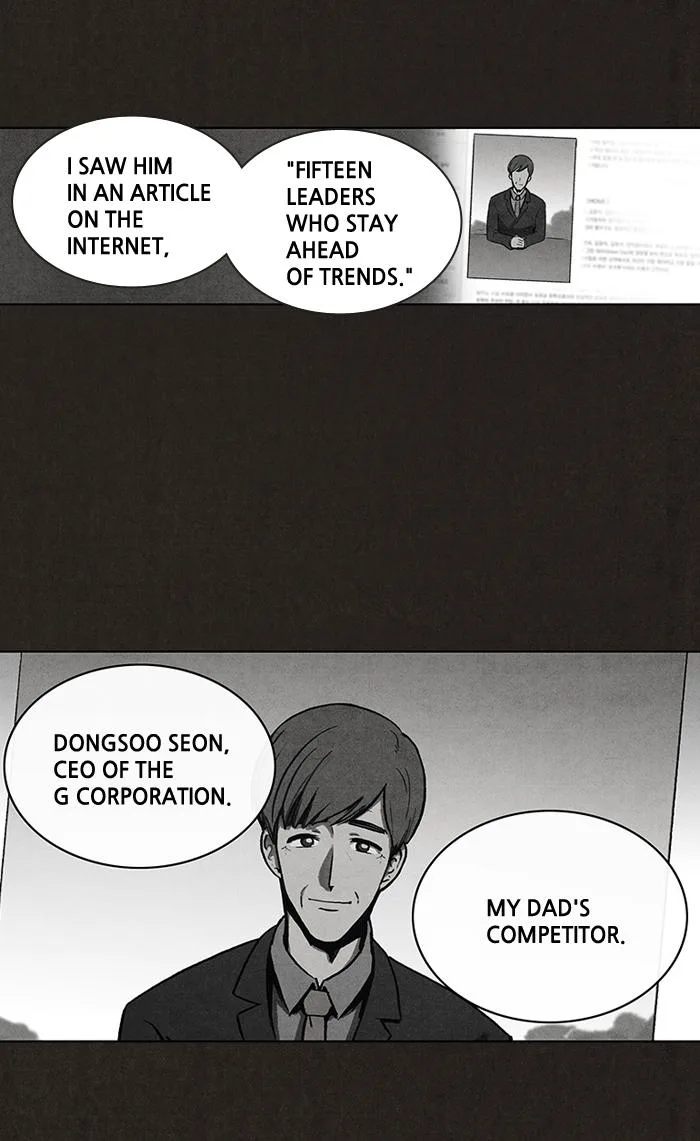 I SAW HIM
IN AN ARTICLE
ON THE
INTERNET,
"FIFTEEN
LEADERS
WHO STAY
AHEAD
OF TRENDS."
DONGSOO SEON,
CEO OF THE
G CORPORATION.
MY DAD'S
COMPETITOR.